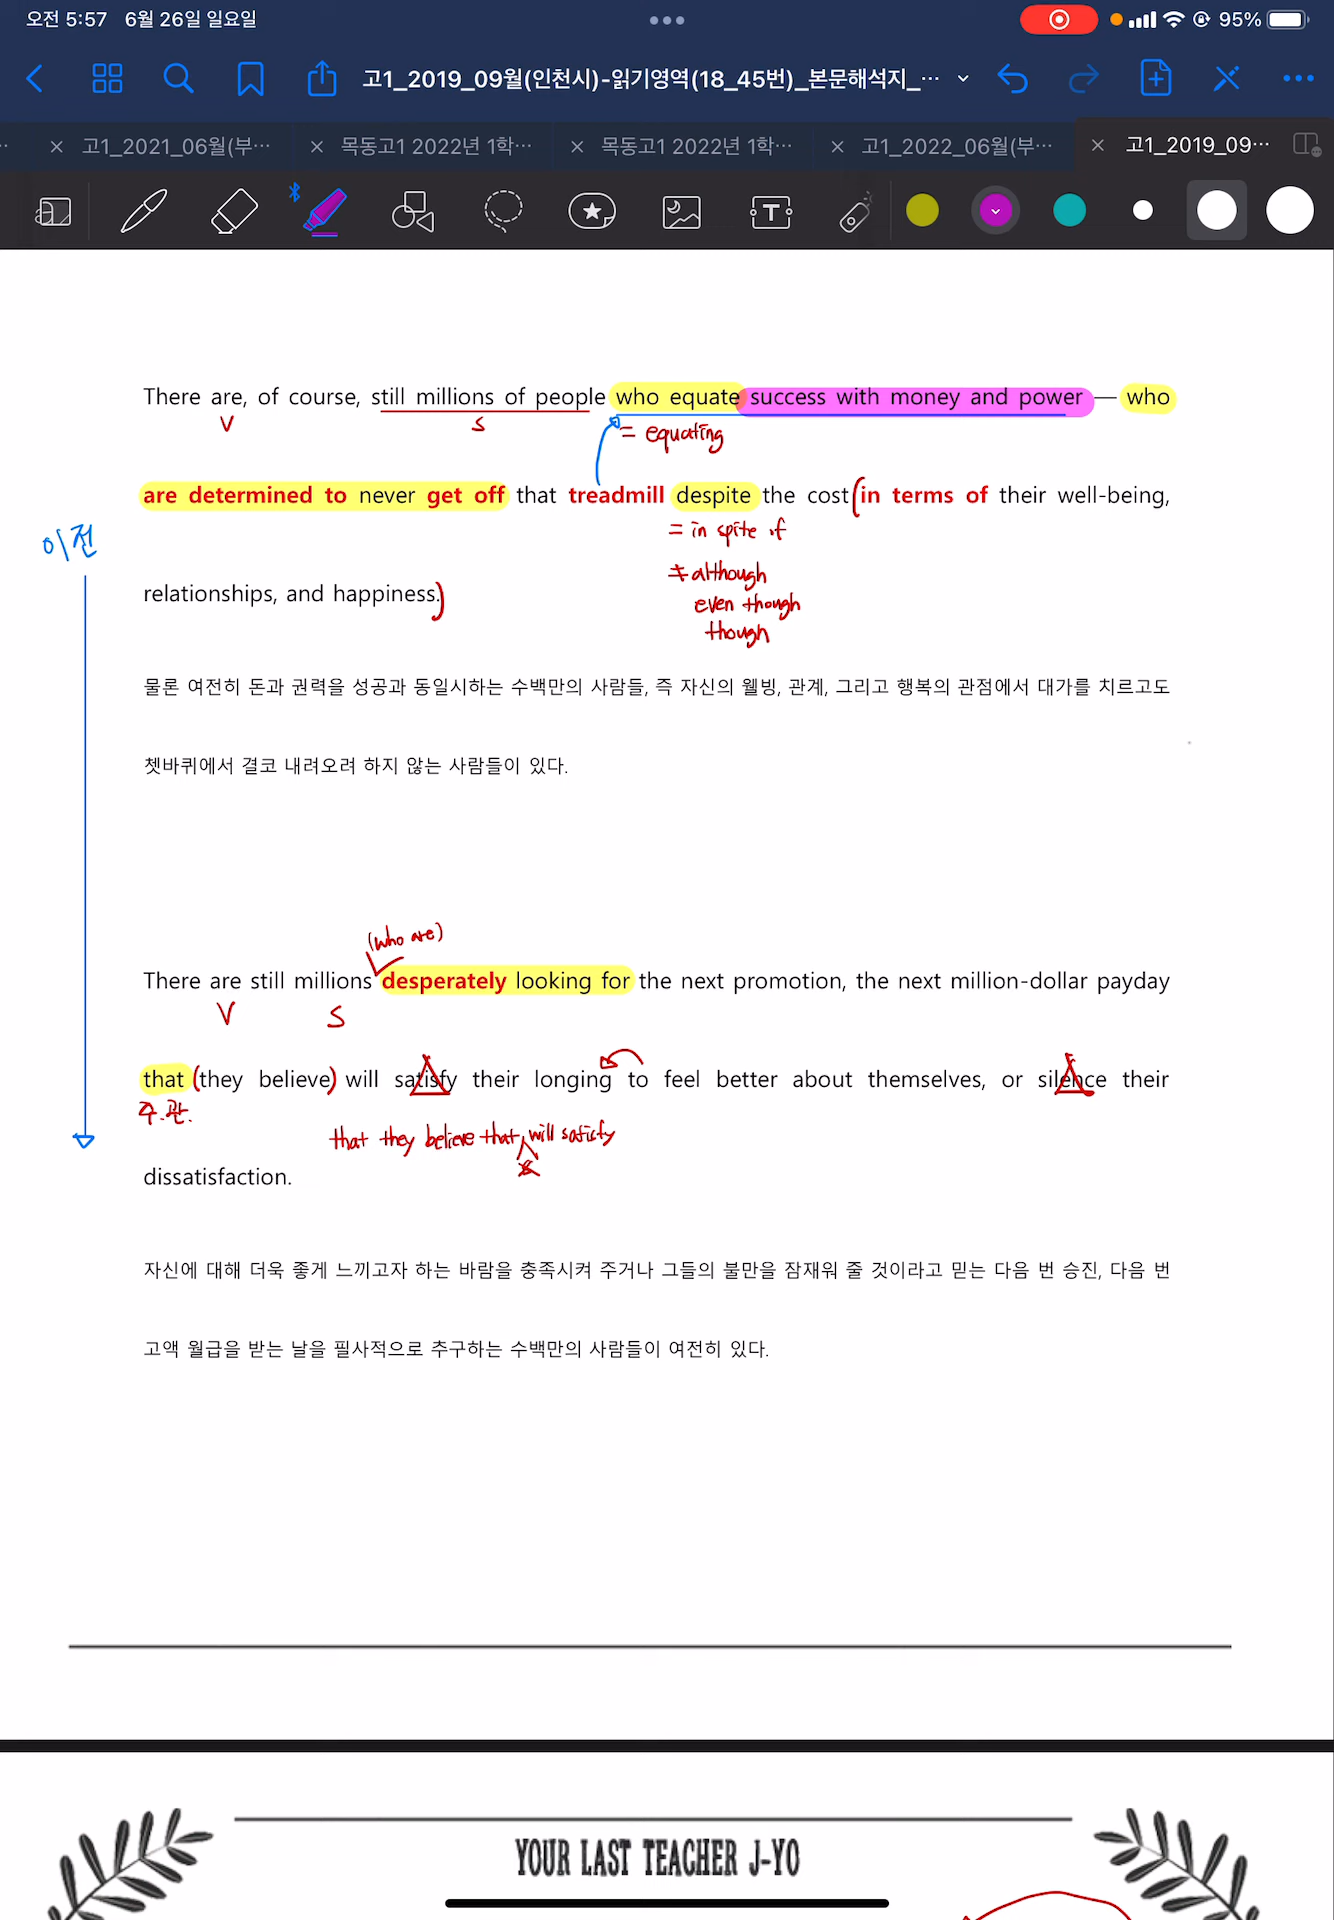 오전 5:57 6월 26일 일요일
95%
고1_2019_09월(인천시)-읽기영역(18_45번)_본문해석지_…
고1_2021_06월(부… 목동고1 2022년 1학… 목동고1 2022년 1학… 고1_2022_06월(부… 고1_2019_09…
There are, of course, still millions of people who equate success with money and power — who
V S = equating
are determined to never get off that treadmill despite the cost (in terms of their well-being,
이전
= in spite of
≠ although
even though
though
relationships, and happiness.)
물론 여전히 돈과 권력을 성공과 동일시하는 수백만의 사람들, 즉 자신의 웰빙, 관계, 그리고 행복의 관점에서 대가를 치르고도
쳇바퀴에서 결코 내려오려 하지 않는 사람들이 있다.
(who are)
There are still millions desperately looking for the next promotion, the next million-dollar payday
V S
that (they believe) will satisfy their longing to feel better about themselves, or silence their
주.관.
that they believe that will satisfy
dissatisfaction.
자신에 대해 더욱 좋게 느끼고자 하는 바람을 충족시켜 주거나 그들의 불만을 잠재워 줄 것이라고 믿는 다음 번 승진, 다음 번
고액 월급을 받는 날을 필사적으로 추구하는 수백만의 사람들이 여전히 있다.
YOUR LAST TEACHER J-YO